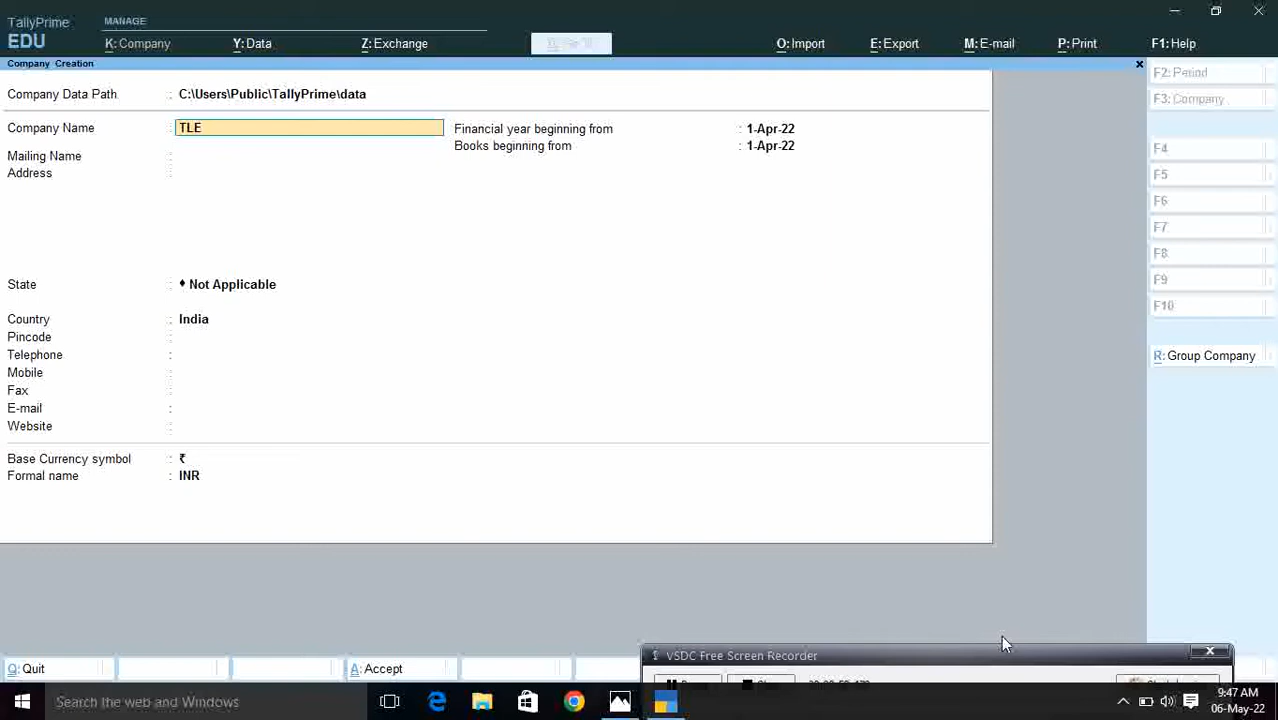 TallyPrime
MANAGE
EDU
K: Company
Y: Data
Z: Exchange
O: Import
E: Export
M: E-mail
P: Print
F1: Help
Company Creation
F2: Period
F3: Company
F4
F5
F6
F7
F8
F9
F10
R: Group Company
Company Data Path : C:\Users\Public\TallyPrime\data
Company Name : TLE
Financial year beginning from : 1-Apr-22
Books beginning from : 1-Apr-22
Mailing Name :
Address :
State : ♦ Not Applicable
Country : India
Pincode :
Telephone :
Mobile :
Fax :
E-mail :
Website :
Base Currency symbol : ₹
Formal name : INR
Q: Quit
A: Accept
VSDC Free Screen Recorder
Search the web and Windows
9:47 AM
06-May-22